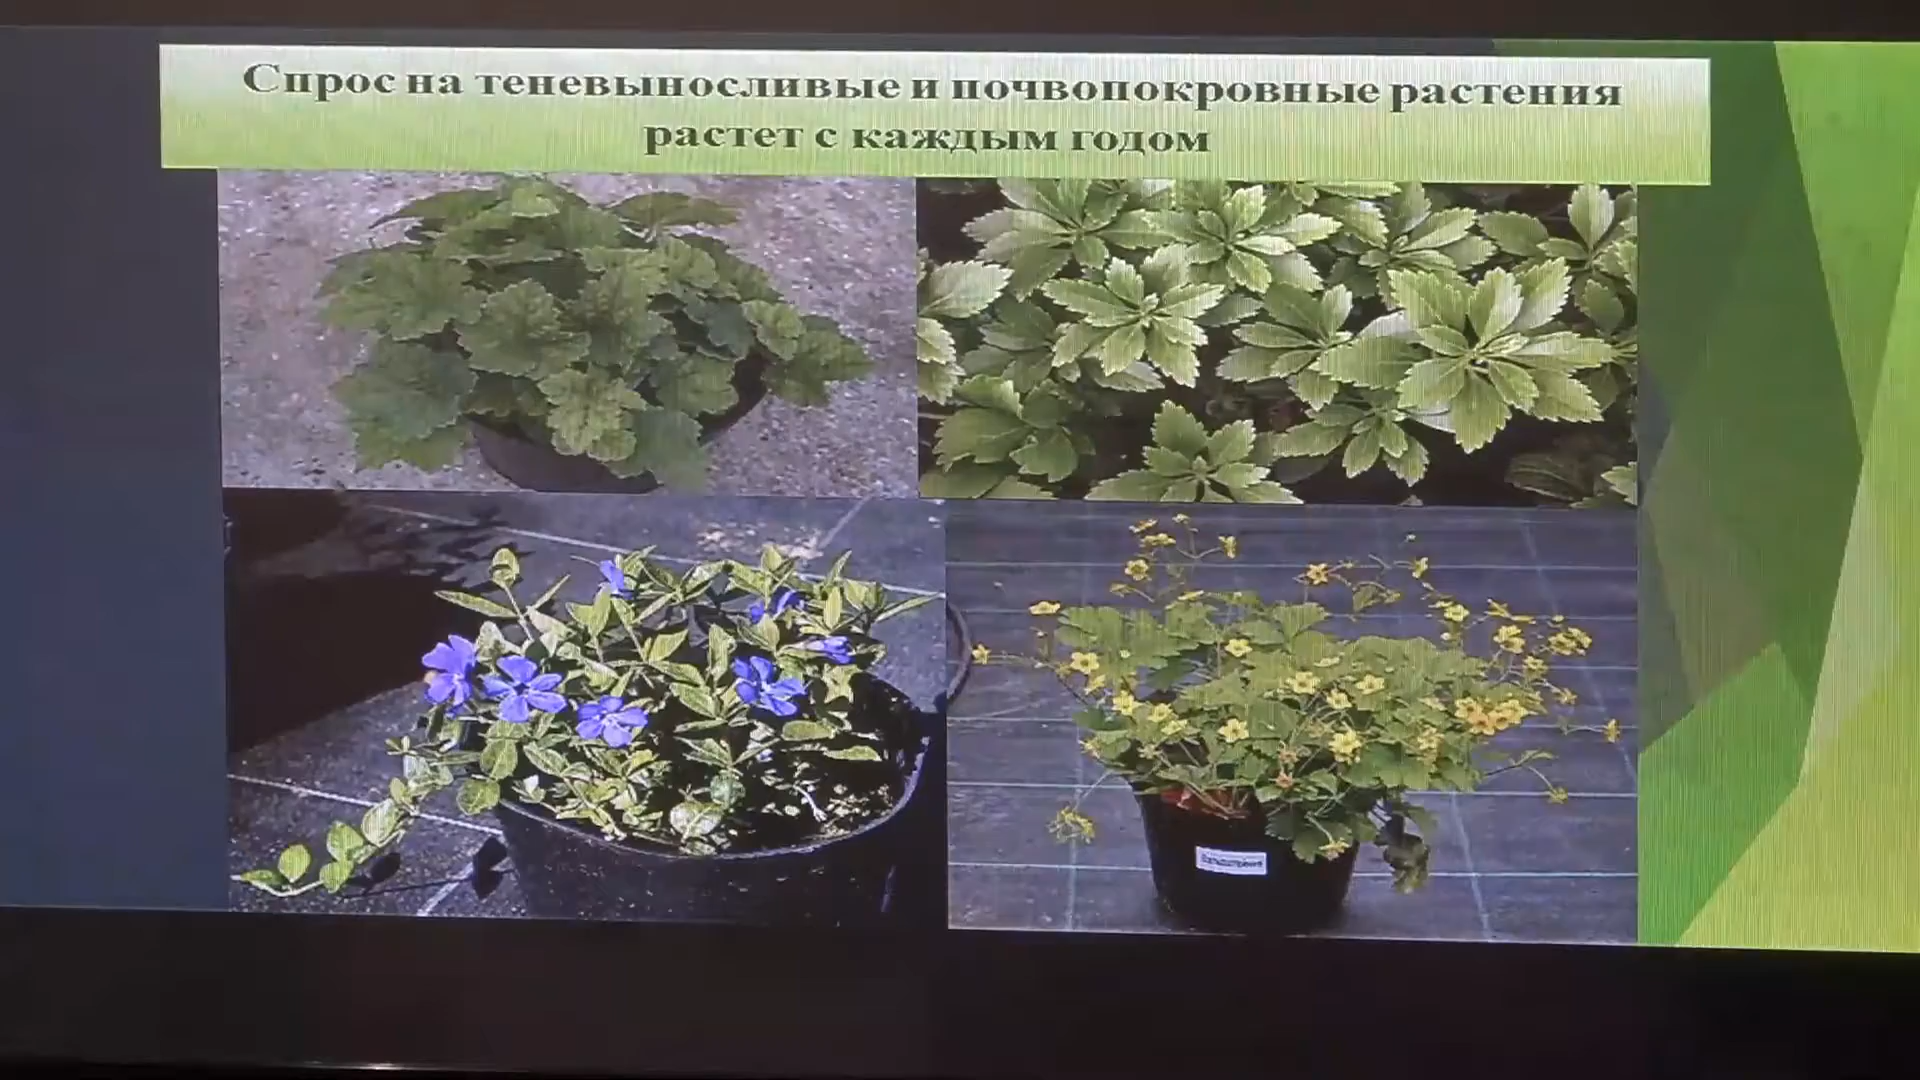 Спрос на теневыносливые и почвопокровные растения
растет с каждым годом